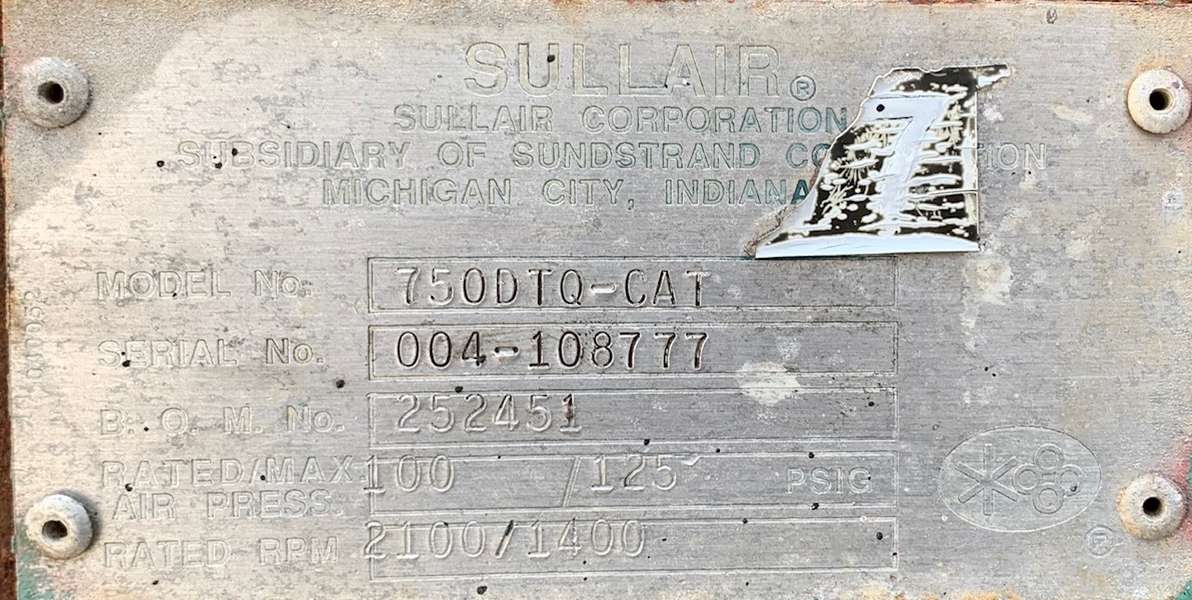 SULLAIR®
SULLAIR CORPORATION
SUBSIDIARY OF SUNDSTRAND
MICHIGAN CITY, INDIANA
MODEL No. 750DTQ-CAT
SERIAL No. 004-108777
B. O. M. No. 252451
RATED/MAX 100 /125 PSIG
AIR PRESS.
RATED RPM 2100/1400